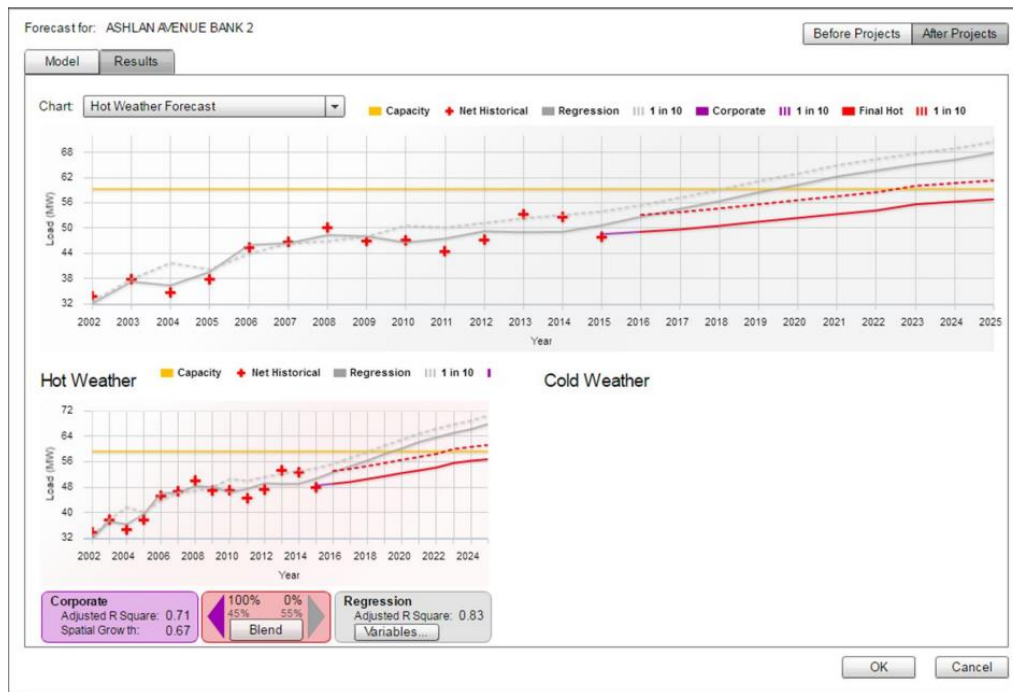 Forecast for: ASHLAN AVENUE BANK 2
Before Projects After Projects
Model Results
Chart: Hot Weather Forecast
Capacity Net Historical Regression 1 in 10 Corporate 1 in 10 Final Hot 1 in 10
68
62
56
50
44
38
32
Load (MW)
2002 2003 2004 2005 2006 2007 2008 2009 2010 2011 2012 2013 2014 2015 2016 2017 2018 2019 2020 2021 2022 2023 2024 2025
Year
Hot Weather Capacity Net Historical Regression 1 in 10
Cold Weather
72
64
56
48
40
32
Load (MW)
2002 2004 2006 2008 2010 2012 2014 2016 2018 2020 2022 2024
Year
Corporate
Adjusted R Square: 0.71
Spatial Growth: 0.67
100% 0%
45% 55%
Blend
Regression
Adjusted R Square: 0.83
Variables...
OK Cancel